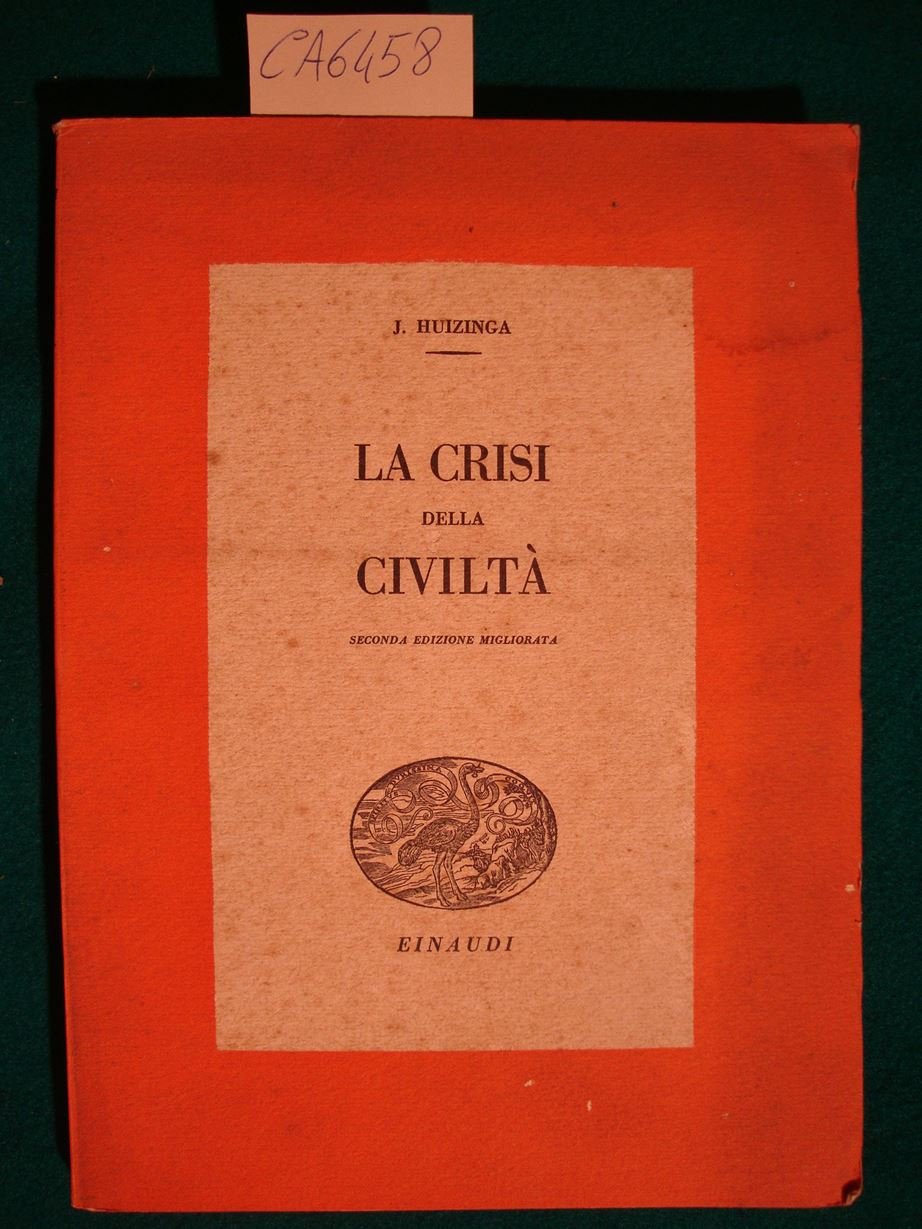 CA6458
J. HUIZINGA
LA CRISI
DELLA
CIVILTÀ
SECONDA EDIZIONE MIGLIORATA
EINAUDI